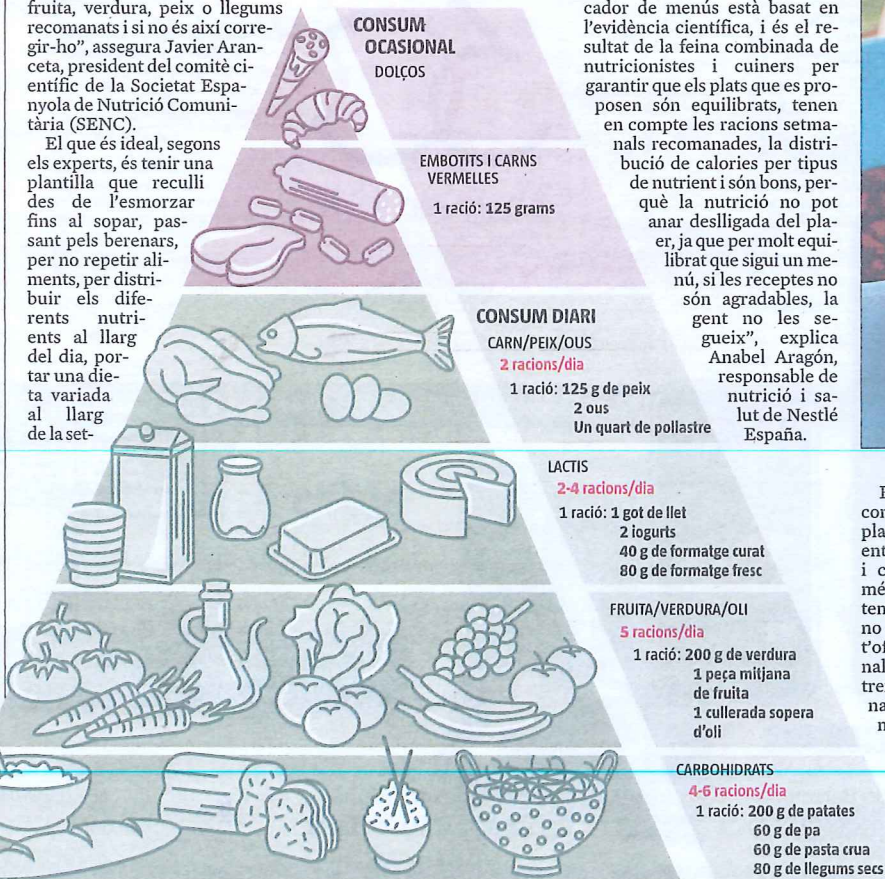 fruita, verdura, peix o llegums
recomanats i si no és així corre-
gir-ho”, assegura Javier Aran-
ceta, president del comitè ci-
entífic de la Societat Espa-
nyola de Nutrició Comuni-
tària (SENC).
El que és ideal, segons
els experts, és tenir una
plantilla que reculli
des de l’esmorzar
fins al sopar, pas-
sant pels berenars,
per no repetir ali-
ments, per distri-
buir els dife-
rents nutri-
ents al llarg
del dia, por-
tar una die-
ta variada
al llarg
de la set-
CONSUM
OCASIONAL
DOLÇOS
EMBOTITS I CARNS
VERMELLES
1 ració: 125 grams
CONSUM DIARI
CARN/PEIX/OUS
2 racions/dia
1 ració: 125 g de peix
2 ous
Un quart de pollastre
LACTIS
2-4 racions/dia
1 ració: 1 got de llet
2 iogurts
40 g de formatge curat
80 g de formatge fresc
FRUITA/VERDURA/OLI
5 racions/dia
1 ració: 200 g de verdura
1 peça mitjana
de fruita
1 cullerada sopera
d’oli
CARBOHIDRATS
4-6 racions/dia
1 ració: 200 g de patates
60 g de pa
60 g de pasta crua
80 g de llegums secs
cador de menús està basat en
l’evidència científica, i és el re-
sultat de la feina combinada de
nutricionistes i cuiners per
garantir que els plats que es pro-
posen són equilibrats, tenen
en compte les racions setma-
nals recomanades, la distri-
bució de calories per tipus
de nutrient i són bons, per-
què la nutrició no pot
anar deslligada del pla-
er, ja que per molt equi-
librat que sigui un me-
nú, si les receptes no
són agradables, la
gent no les se-
gueix”, explica
Anabel Aragón,
responsable de
nutrició i sa-
lut de Nestlé
España.
con
pla
ent
i c
mé
ten
no
t’of
nal
tre
na